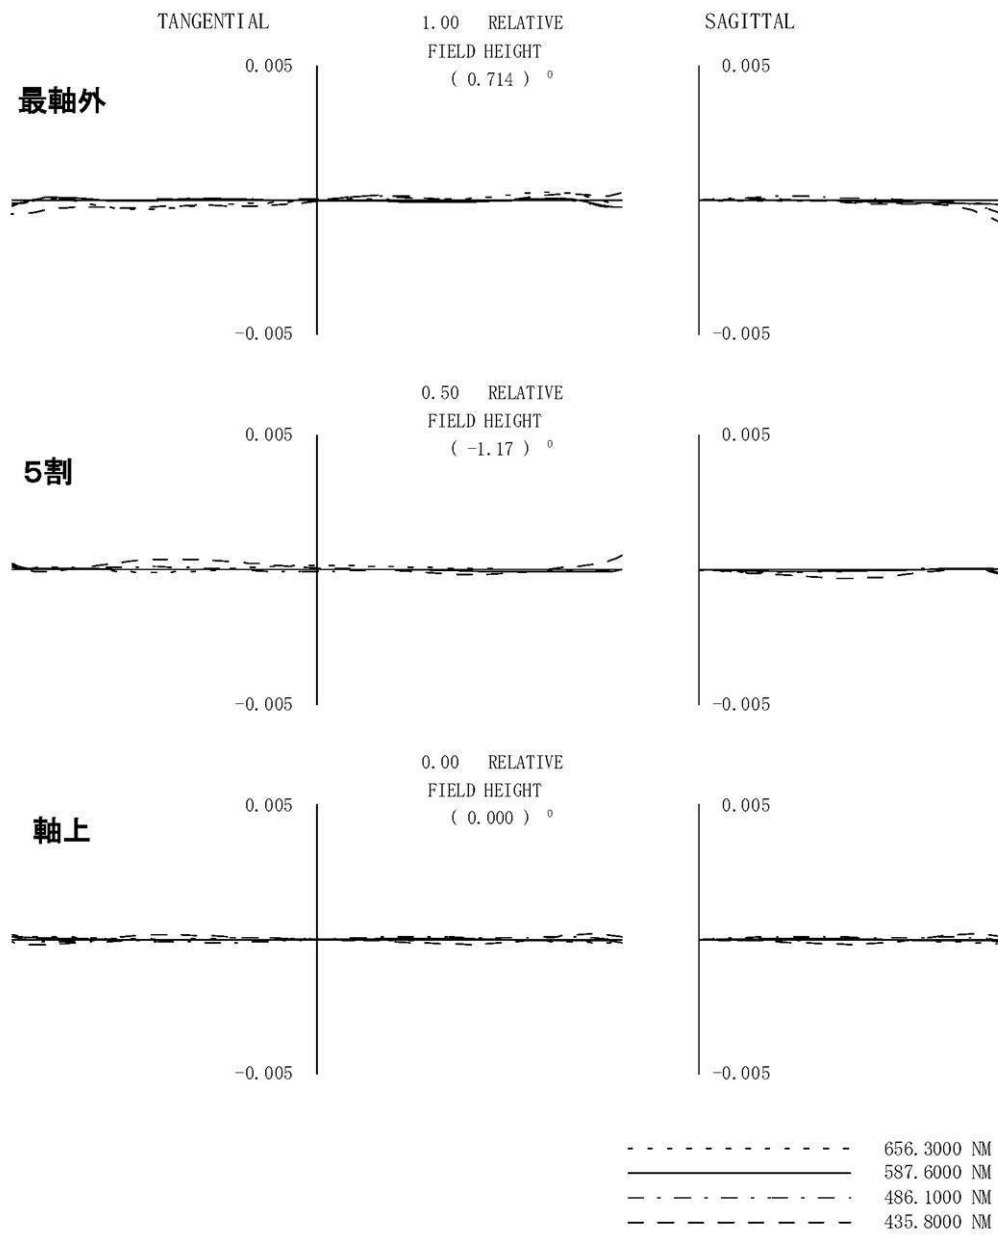 TANGENTIAL
1.00 RELATIVE
FIELD HEIGHT
( 0.714 ) 0
SAGITTAL
0.005
0.005
最軸外
-0.005
-0.005
0.50 RELATIVE
FIELD HEIGHT
( -1.17 ) 0
0.005
0.005
5割
-0.005
-0.005
0.00 RELATIVE
FIELD HEIGHT
( 0.000 ) 0
0.005
0.005
軸上
-0.005
-0.005
656.3000 NM
587.6000 NM
486.1000 NM
435.8000 NM